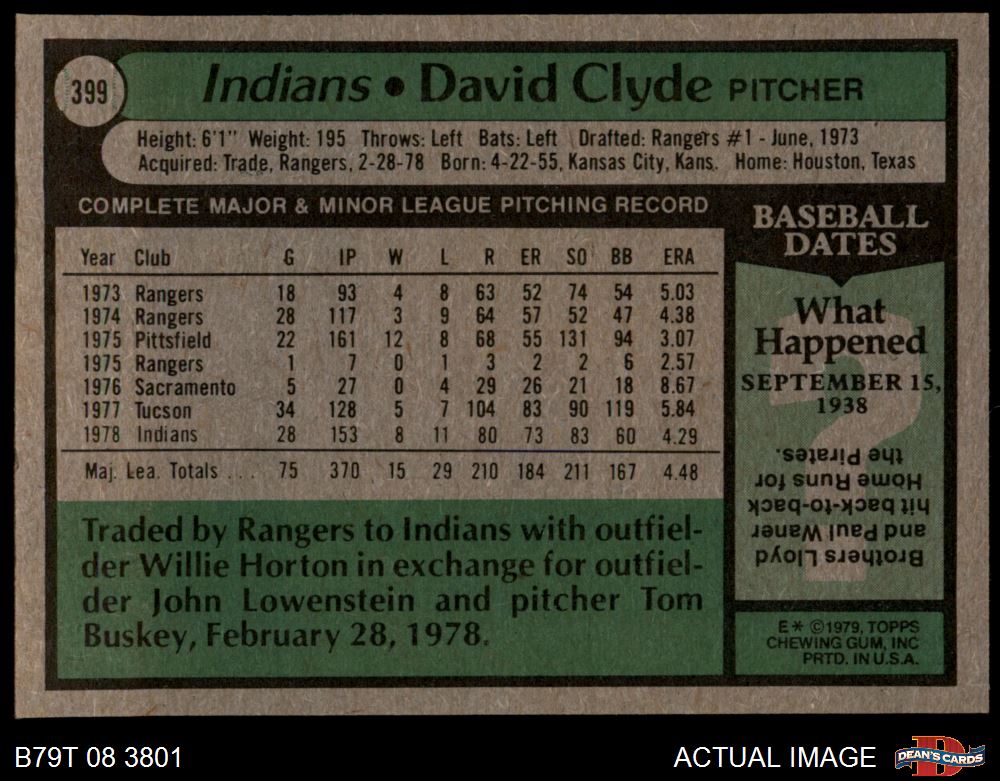 399
Indians • David Clyde PITCHER
Height: 6'1" Weight: 195 Throws: Left Bats: Left Drafted: Rangers #1 - June, 1973
Acquired: Trade, Rangers, 2-28-78 Born: 4-22-55, Kansas City, Kans. Home: Houston, Texas
COMPLETE MAJOR & MINOR LEAGUE PITCHING RECORD
Year Club G IP W L R ER SO BB ERA
1973 Rangers 18 93 4 8 63 52 74 54 5.03
1974 Rangers 28 117 3 9 64 57 52 47 4.38
1975 Pittsfield 22 161 12 8 68 55 131 94 3.07
1975 Rangers 1 7 0 1 3 2 2 6 2.57
1976 Sacramento 5 27 0 4 29 26 21 18 8.67
1977 Tucson 34 128 5 7 104 83 90 119 5.84
1978 Indians 28 153 8 11 80 73 83 60 4.29
Maj. Lea. Totals ... 75 370 15 29 210 184 211 167 4.48
Traded by Rangers to Indians with outfiel-
der Willie Horton in exchange for outfiel-
der John Lowenstein and pitcher Tom
Buskey, February 28, 1978.
BASEBALL
DATES
What
Happened
SEPTEMBER 15,
1938
Brothers Lloyd
and Paul Waner
hit back-to-back
Home Runs for
the Pirates.
E* ©1979, TOPPS
CHEWING GUM, INC
PRTD. IN U.S.A.
B79T 08 3801
ACTUAL IMAGE
D
DEAN'S CARDS